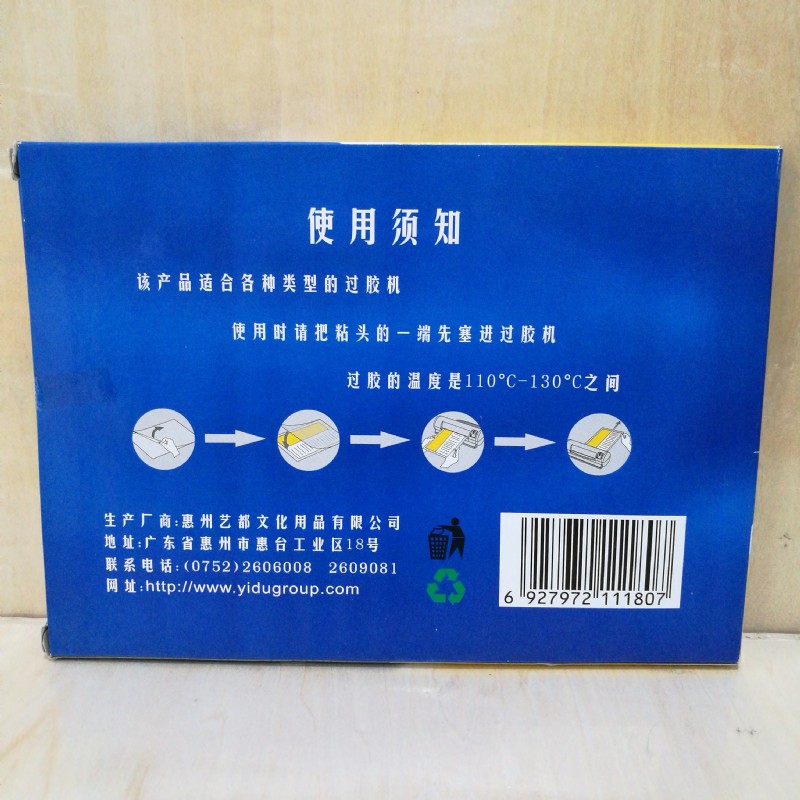 使用须知
该产品适合各种类型的过胶机
使用时请把粘头的一端先塞进过胶机
过胶的温度是110°C-130°C之间
生产厂商:惠州艺都文化用品有限公司
地址:广东省惠州市惠台工业区18号
联系电话:(0752)2606008 2609081
网址:http://www.yidugroup.com
6 927972 111807